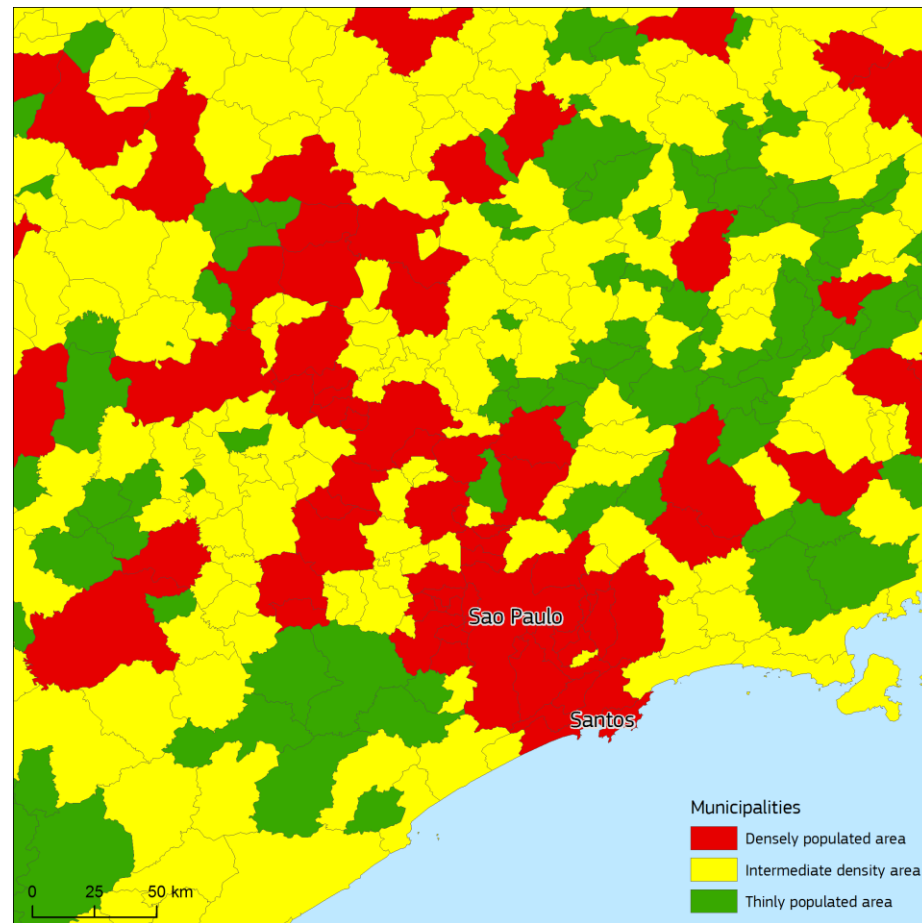 Sao Paulo
Santos
Municipalities
Densely populated area
Intermediate density area
Thinly populated area
0 25 50 km